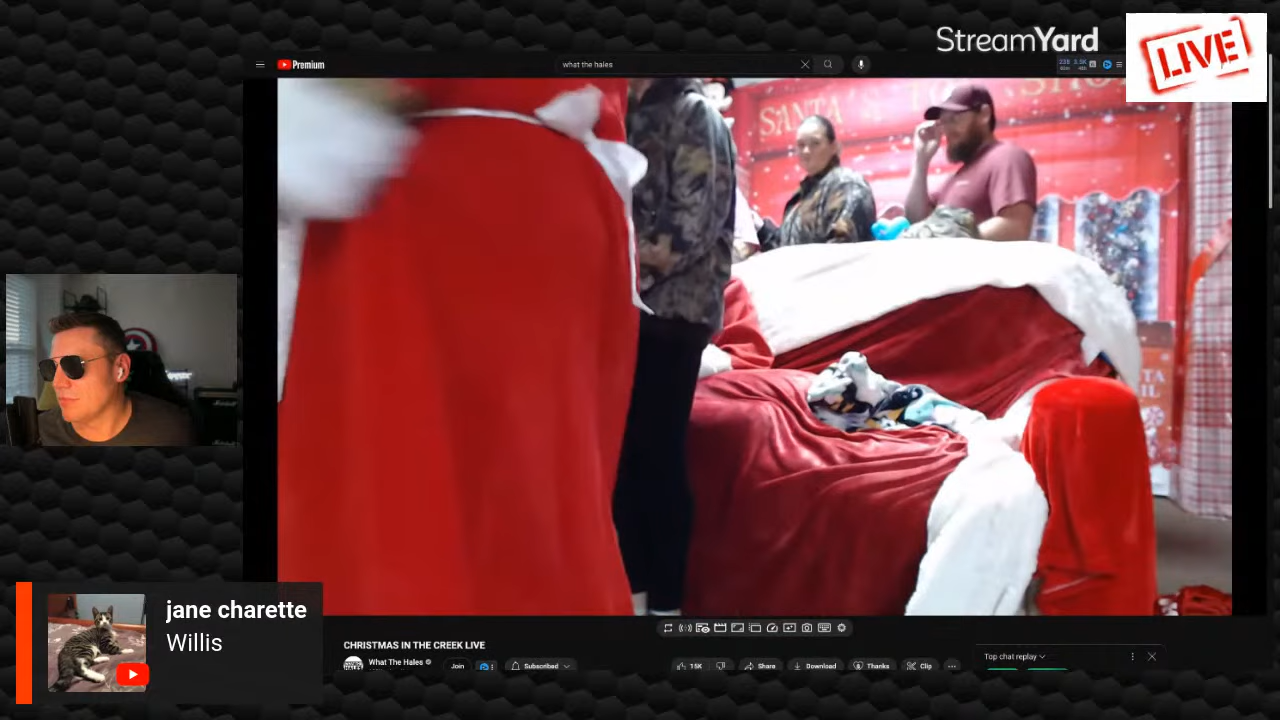 StreamYard
LIVE
Premium
what the hales
SANTA
CHRISTMAS IN THE CREEK LIVE
What The Hales
Join
Subscribed
15K
Share
Download
Thanks
Clip
Top chat replay
jane charette
Willis